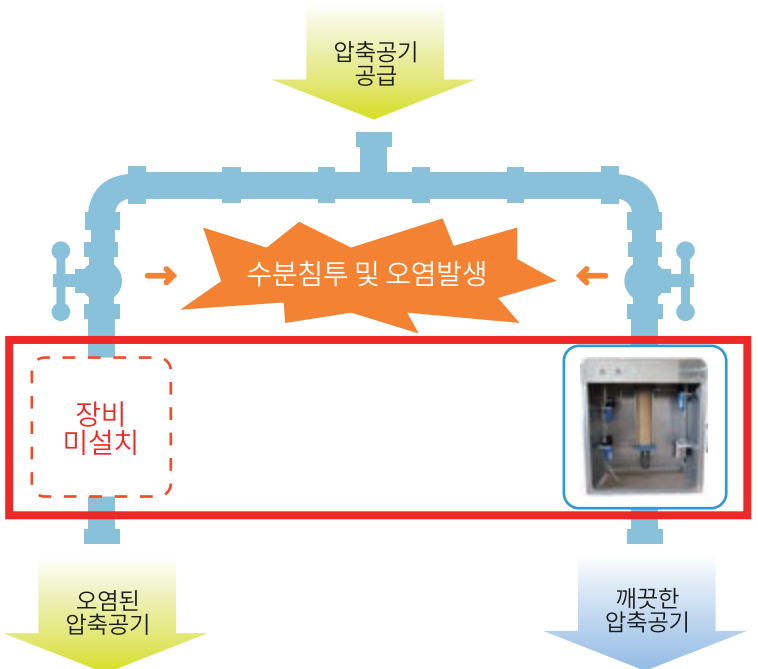 압축공기
공급
수분침투 및 오염발생
장비
미설치
오염된
압축공기
깨끗한
압축공기